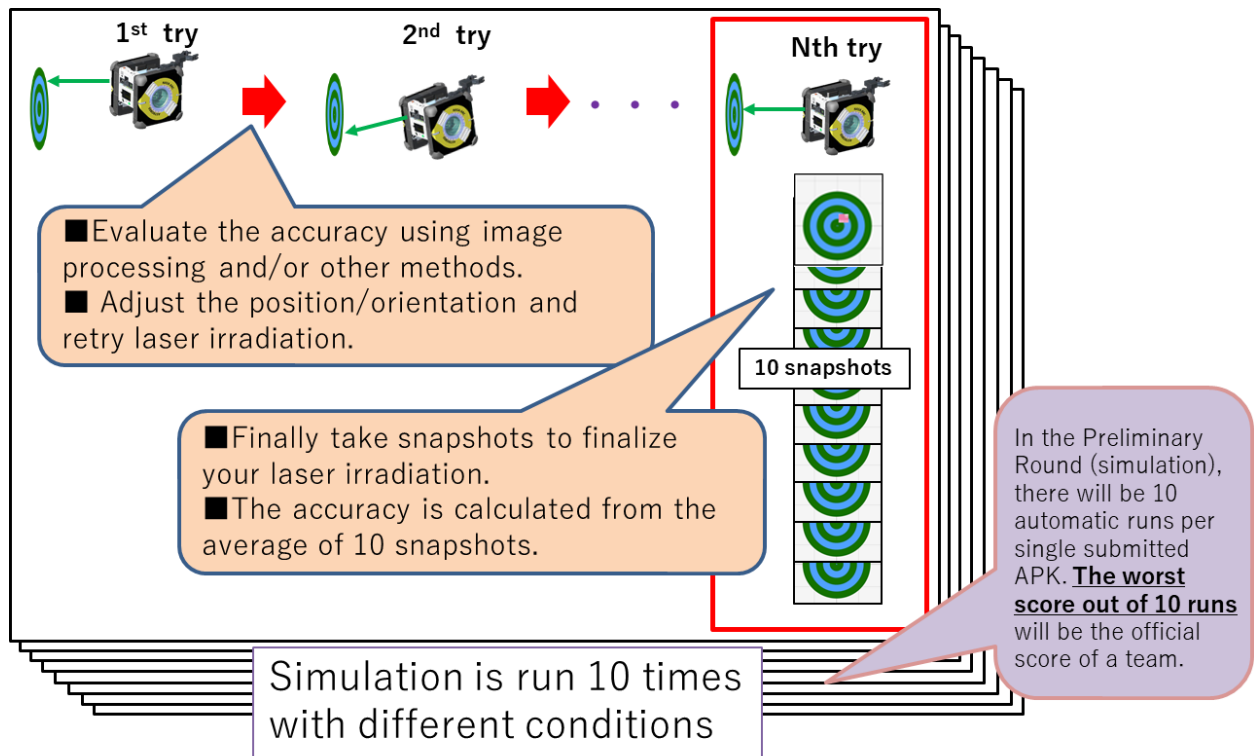 1st try
2nd try
Nth try
■Evaluate the accuracy using image
processing and/or other methods.
■ Adjust the position/orientation and
retry laser irradiation.
10 snapshots
■Finally take snapshots to finalize
your laser irradiation.
■The accuracy is calculated from the
average of 10 snapshots.
In the Preliminary
Round (simulation),
there will be 10
automatic runs per
single submitted
APK. The worst
score out of 10 runs
will be the official
score of a team.
Simulation is run 10 times
with different conditions